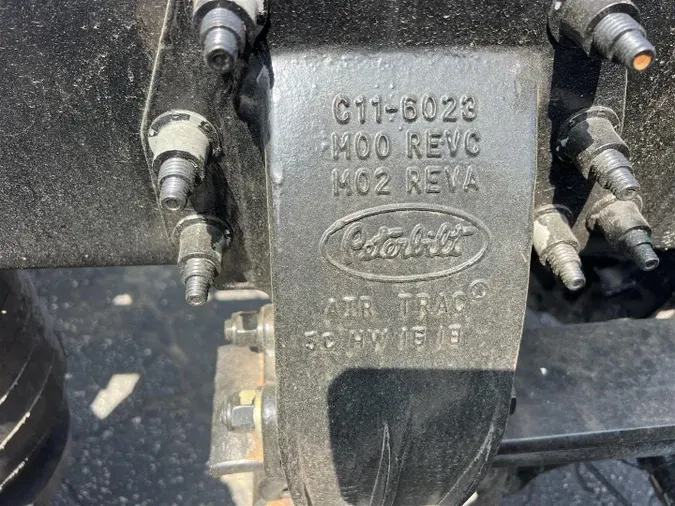 C11-6023
M00 REVC
M02 REVA
Peterbilt
AIR TRAC®